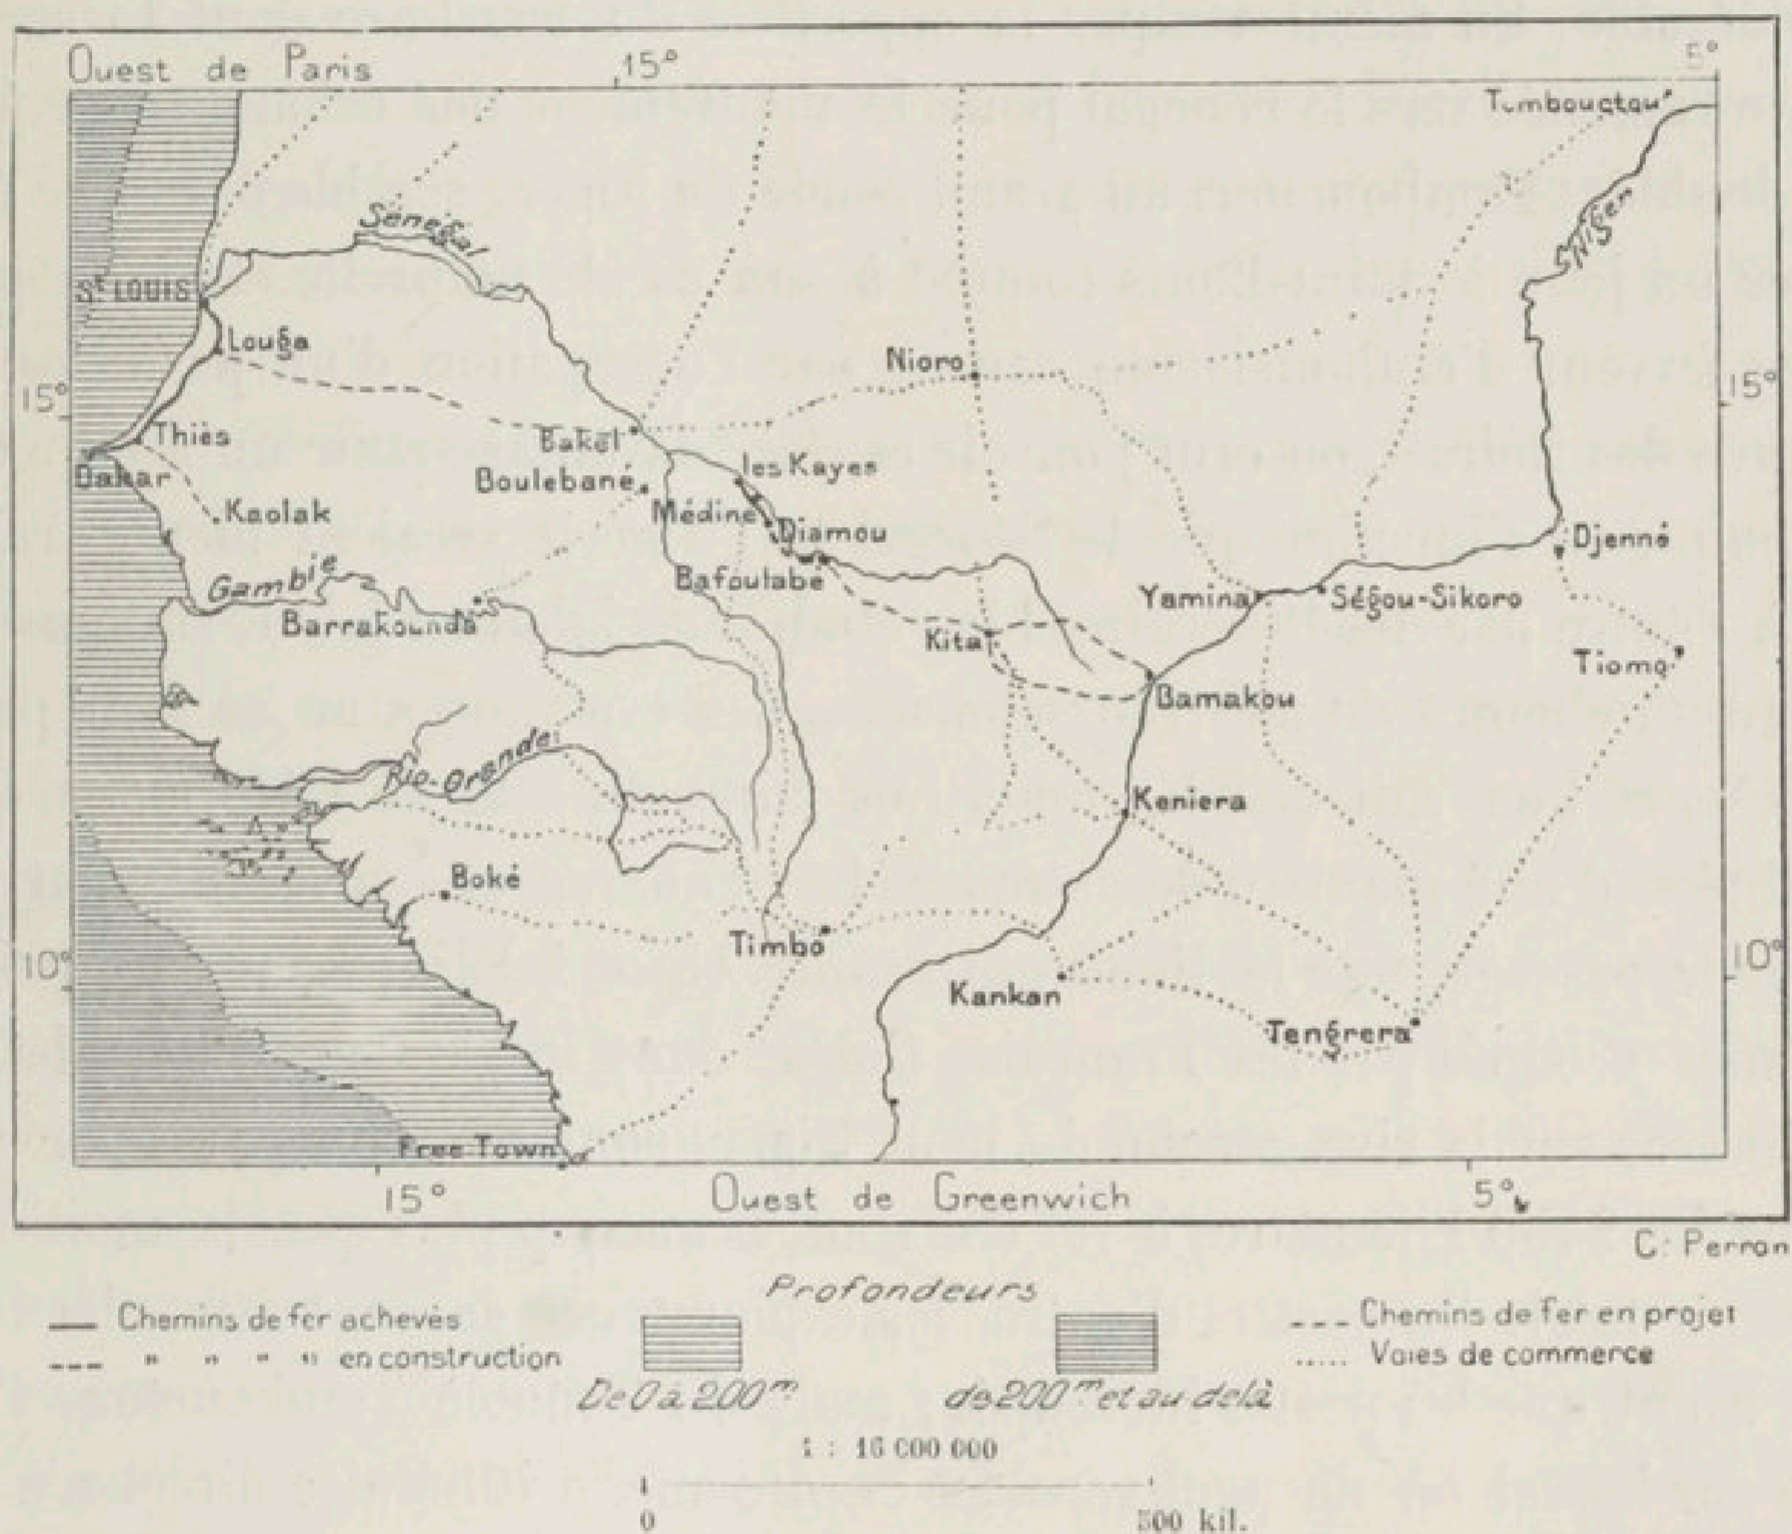 Ouest de Paris
15°
5°
Tombouctou
Sénégal
Niger
St LOUIS
Louga
Nioro
15°
15°
Thiès
Bakel
les Kayes
Dakar
Boulebané
Kaolak
Médine
Diamou
Djenné
Gambie
Bafoulabe
Yamina
Ségou-Sikoro
Barrakounda
Kita
Tiomo
Bamakou
Rio-Grande
Keniera
Boké
Timbo
10°
10°
Kankan
Tengrera
Free Town
15°
Ouest de Greenwich
5°
C. Perron
Profondeurs
Chemins de fer achevés
Chemins de fer en projet
" " " " en construction
Voies de commerce
De 0 à 200m
de 200m et au delà
1 : 16 000 000
0
500 kil.